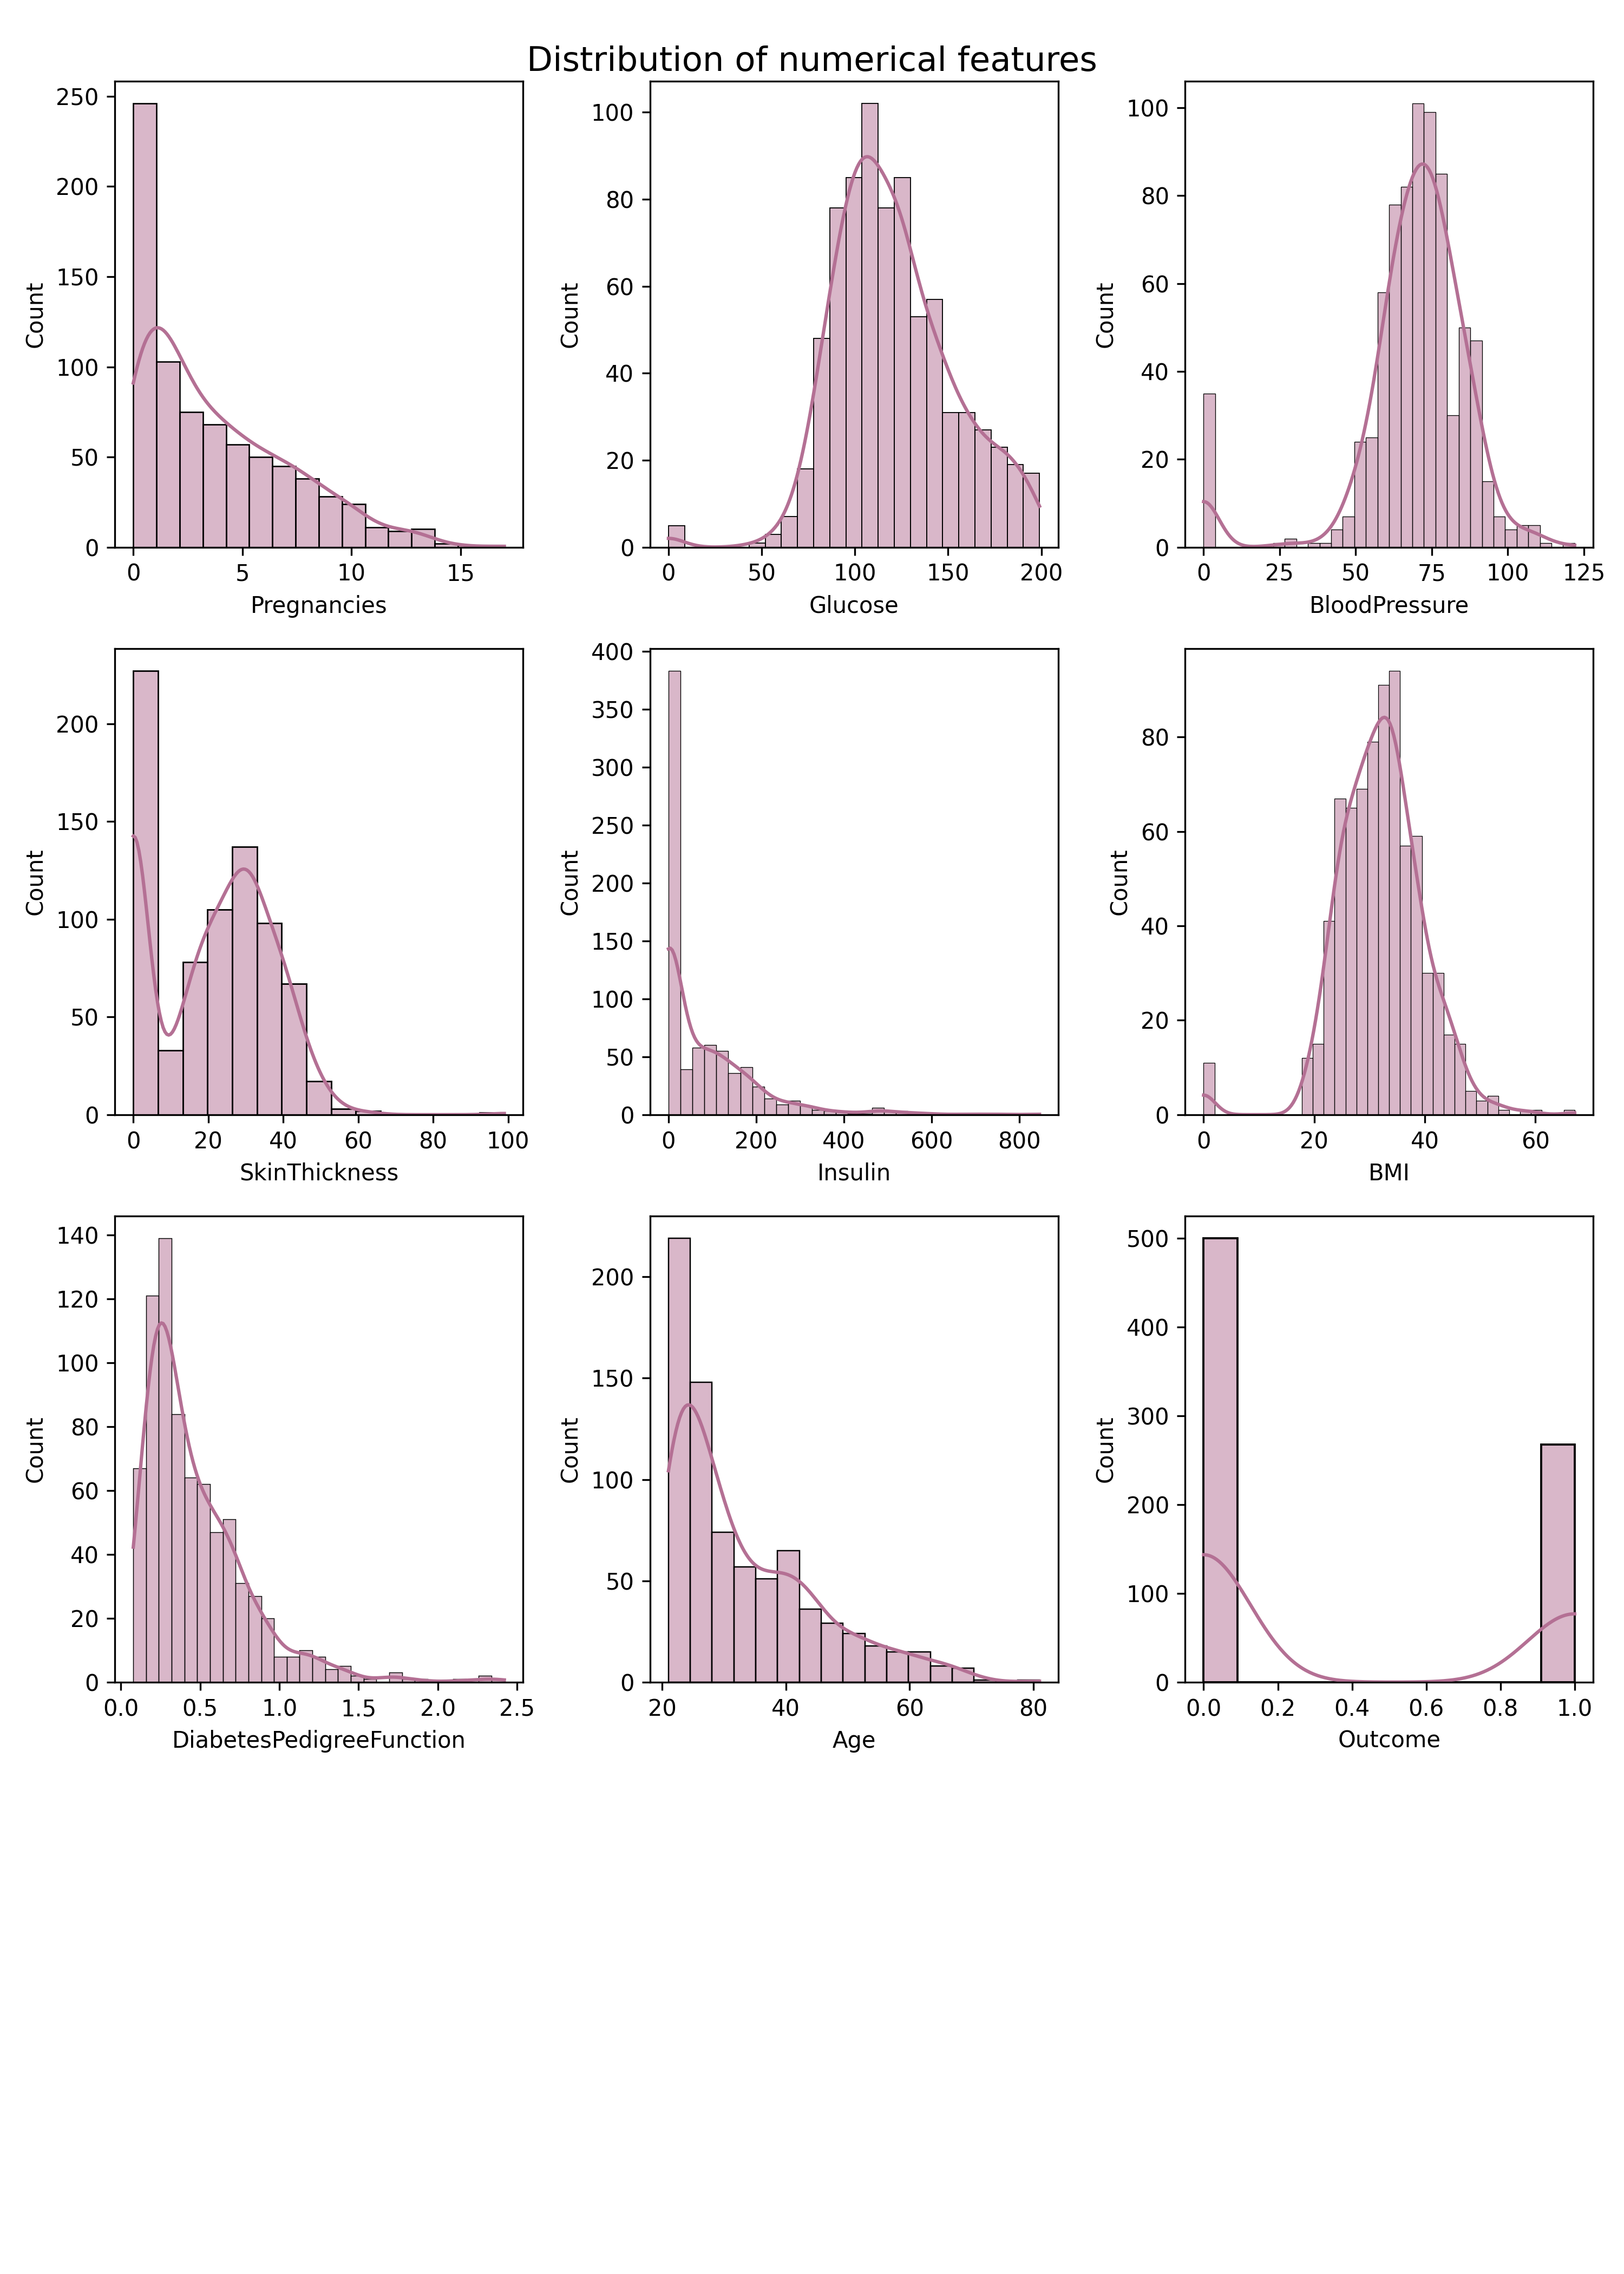 Distribution of numerical features
250
200
150
100
50
0
Count
0 5 10 15
Pregnancies
100
80
60
40
20
0
Count
0 50 100 150 200
Glucose
100
80
60
40
20
0
Count
0 25 50 75 100 125
BloodPressure
200
150
100
50
0
Count
0 20 40 60 80 100
SkinThickness
400
350
300
250
200
150
100
50
0
Count
0 200 400 600 800
Insulin
80
60
40
20
0
Count
0 20 40 60
BMI
140
120
100
80
60
40
20
0
Count
0.0 0.5 1.0 1.5 2.0 2.5
DiabetesPedigreeFunction
200
150
100
50
0
Count
20 40 60 80
Age
500
400
300
200
100
0
Count
0.0 0.2 0.4 0.6 0.8 1.0
Outcome